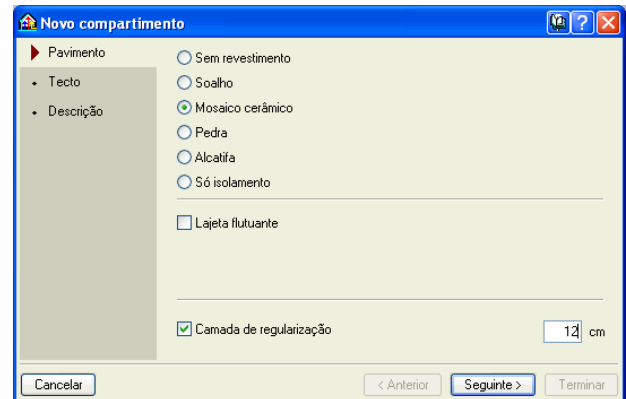 Novo compartimento
?
X
Pavimento
Tecto
Descrição
Sem revestimento
Soalho
Mosaico cerâmico
Pedra
Alcatifa
Só isolamento
Lajeta flutuante
Camada de regularização
12 cm
Cancelar
< Anterior
Seguinte >
Terminar